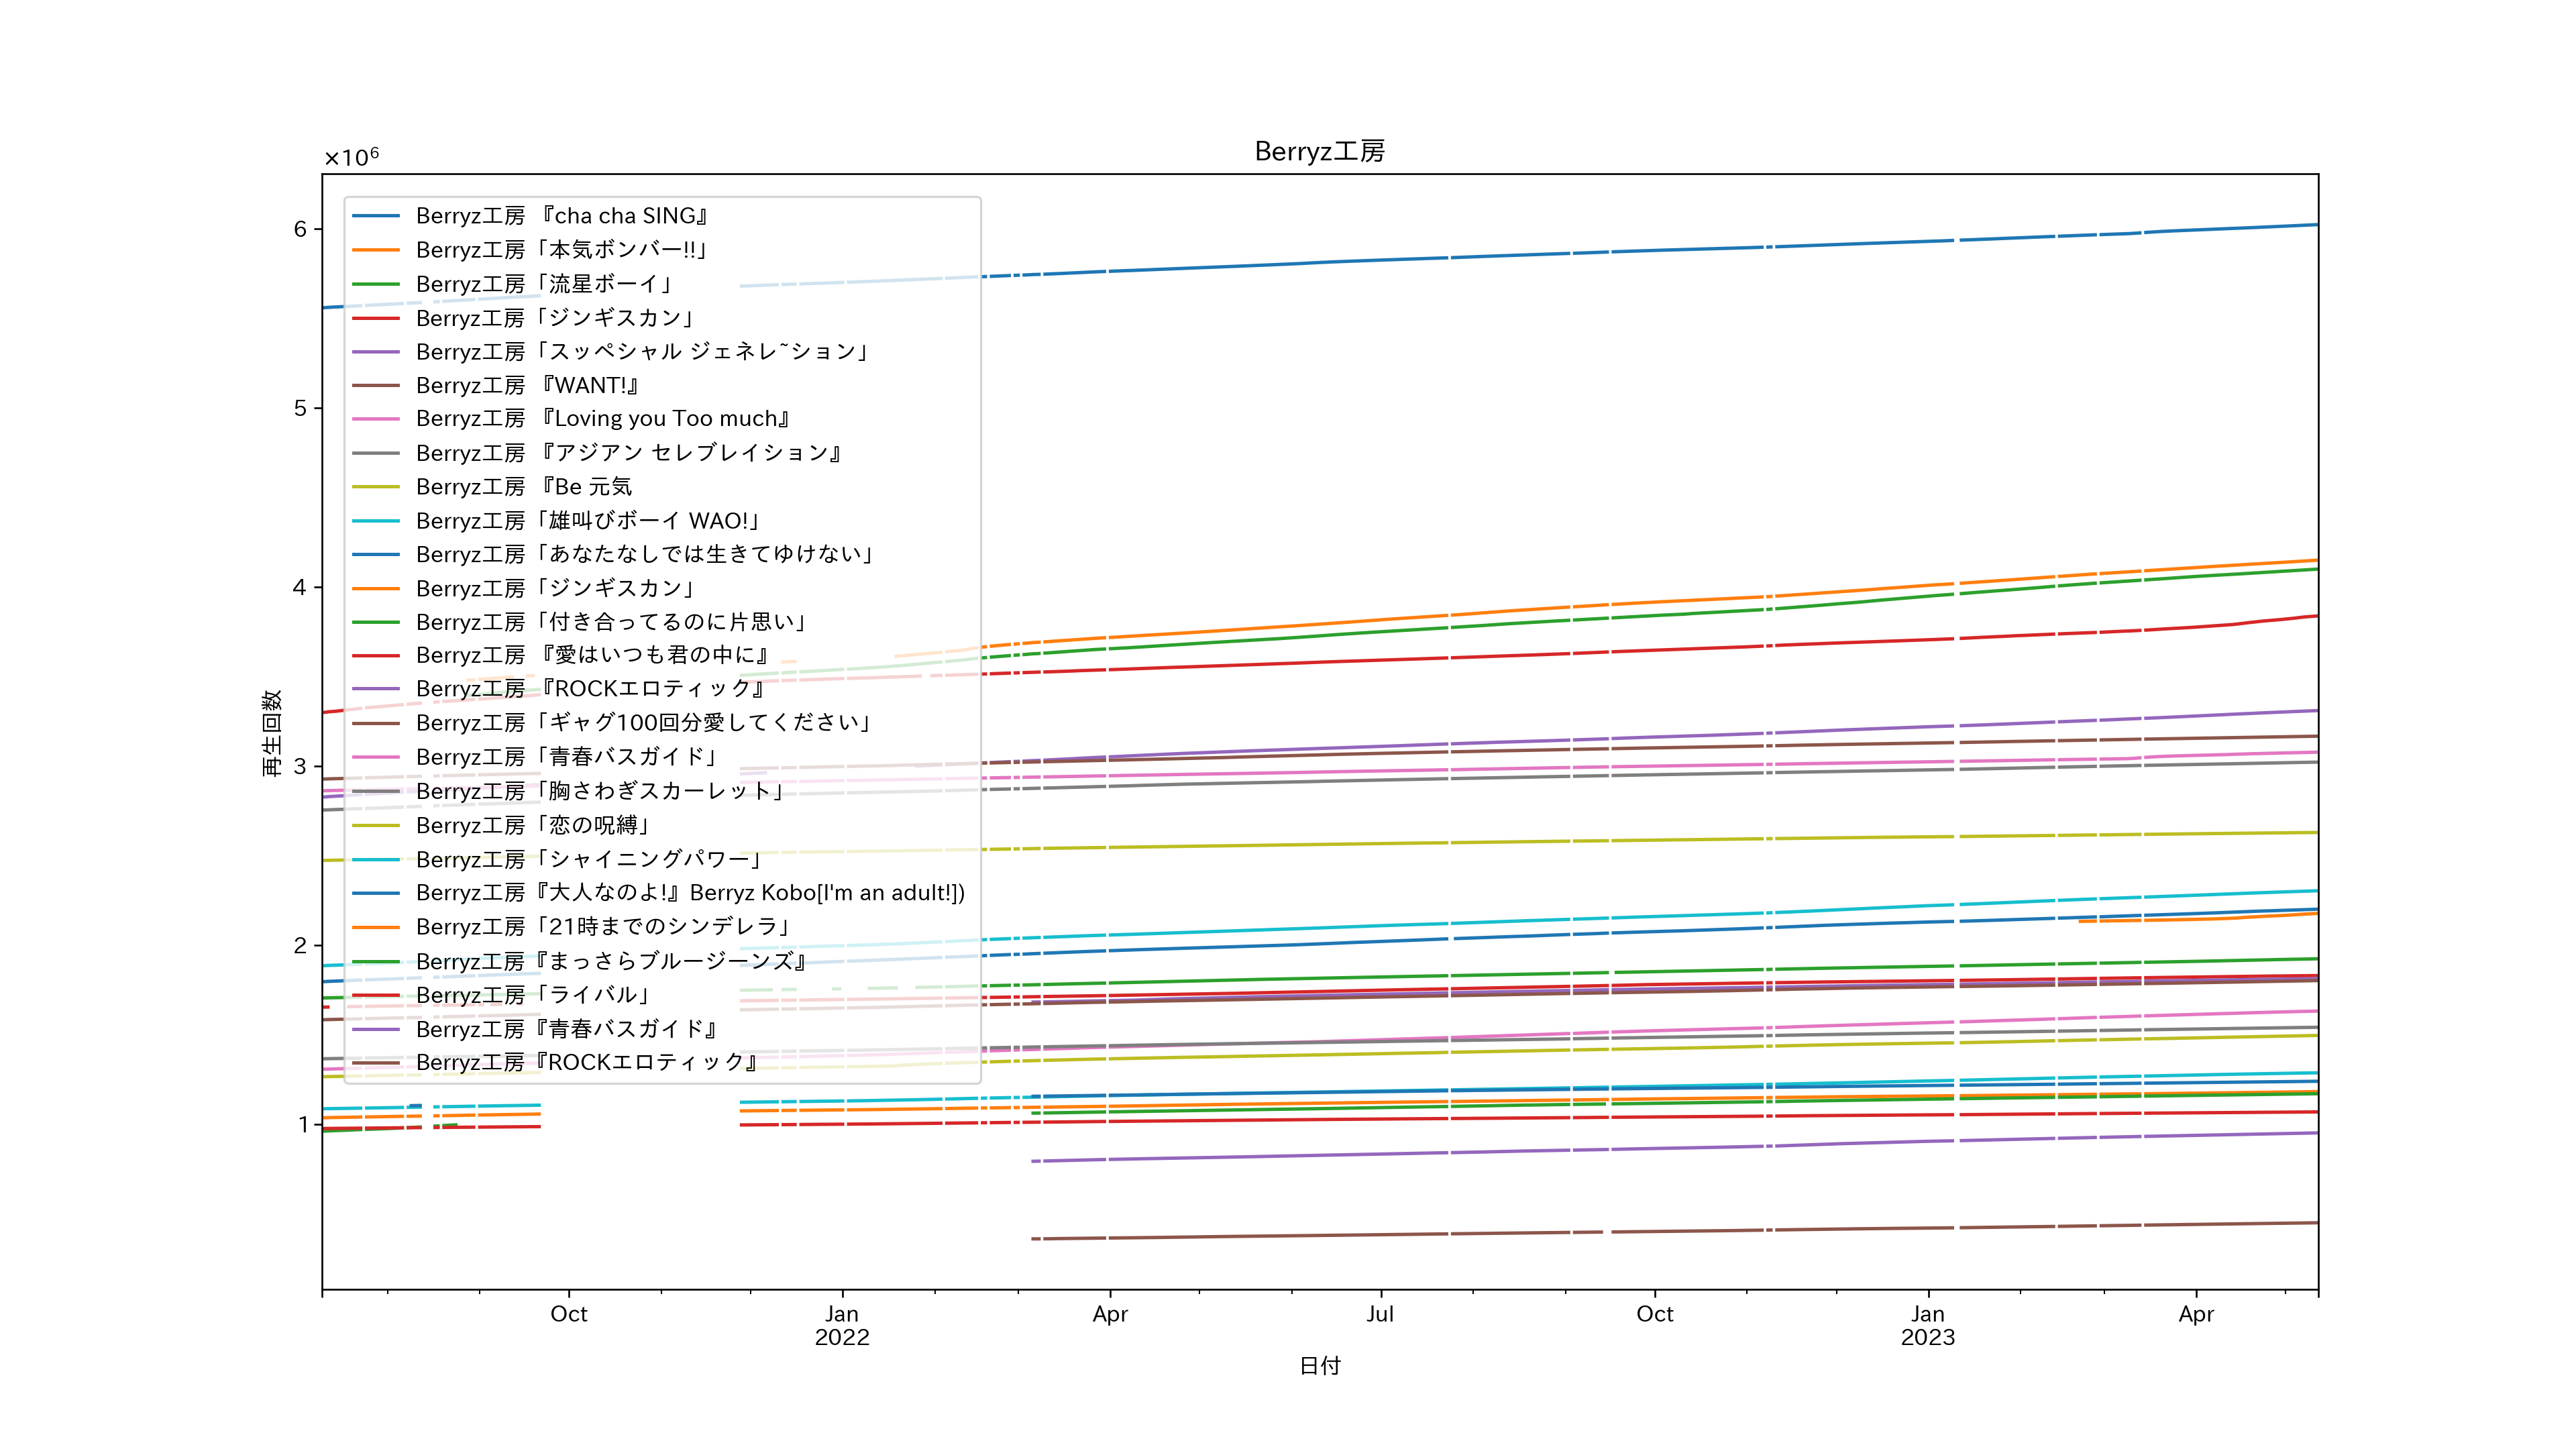 Berryz工房
×10⁶
6
5
4
3
2
1
再生回数
Berryz工房 『cha cha SING』
Berryz工房「本気ボンバー!!」
Berryz工房「流星ボーイ」
Berryz工房「ジンギスカン」
Berryz工房「スッペシャル ジェネレ~ション」
Berryz工房 『WANT!』
Berryz工房 『Loving you Too much』
Berryz工房 『アジアン セレブレイション』
Berryz工房 『Be 元気
Berryz工房「雄叫びボーイ WAO!」
Berryz工房「あなたなしでは生きてゆけない」
Berryz工房「ジンギスカン」
Berryz工房「付き合ってるのに片思い」
Berryz工房 『愛はいつも君の中に』
Berryz工房 『ROCKエロティック』
Berryz工房「ギャグ100回分愛してください」
Berryz工房「青春バスガイド」
Berryz工房「胸さわぎスカーレット」
Berryz工房「恋の呪縛」
Berryz工房「シャイニングパワー」
Berryz工房『大人なのよ!』Berryz Kobo[I'm an adult!])
Berryz工房「21時までのシンデレラ」
Berryz工房『まっさらブルージーンズ』
Berryz工房「ライバル」
Berryz工房『青春バスガイド』
Berryz工房『ROCKエロティック』
Oct
Jan
2022
Apr
Jul
Oct
Jan
2023
Apr
日付